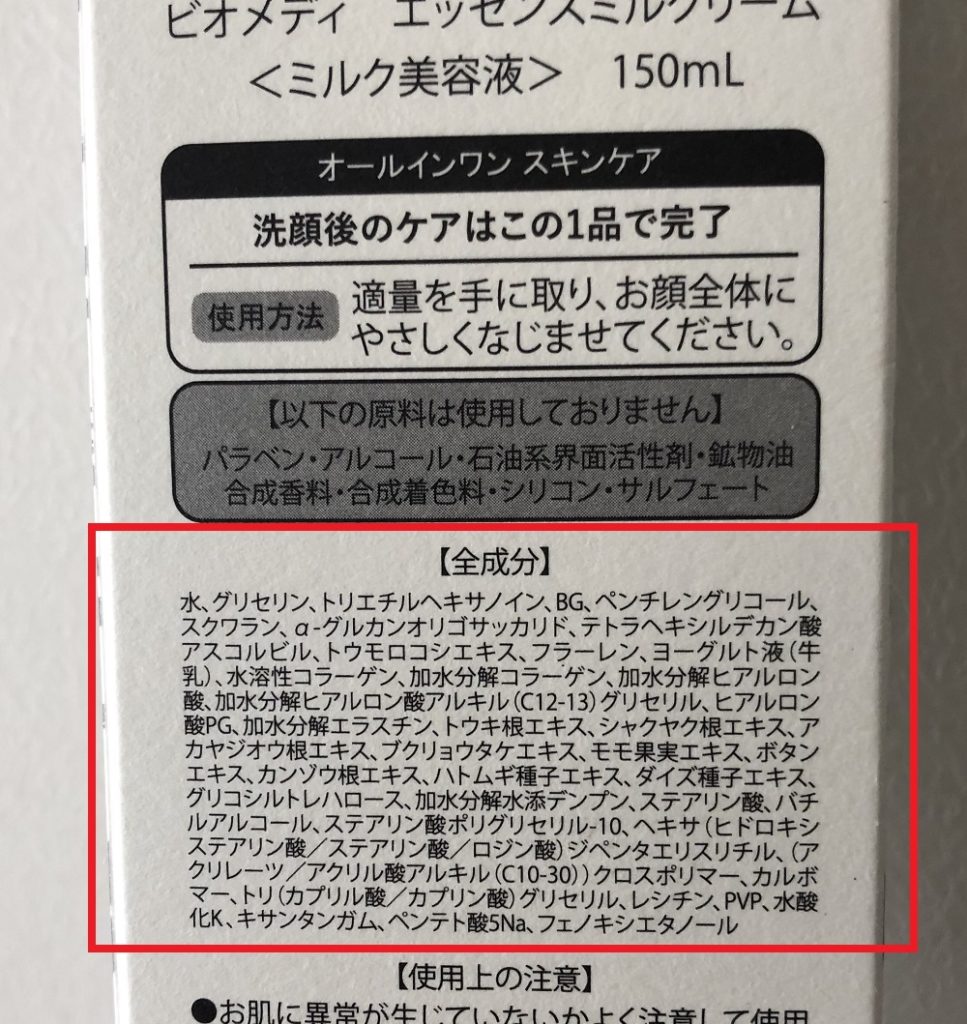 ビオメディ エッセンスミルクリーム
＜ミルク美容液＞ 150mL
オールインワン スキンケア
洗顔後のケアはこの1品で完了
使用方法
適量を手に取り、お顔全体に
やさしくなじませてください。
【以下の原料は使用しておりません】
パラベン・アルコール・石油系界面活性剤・鉱物油
合成香料・合成着色料・シリコン・サルフェート
【全成分】
水、グリセリン、トリエチルヘキサノイン、BG、ペンチレングリコール、
スクワラン、α-グルカンオリゴサッカリド、テトラヘキシルデカン酸
アスコルビル、トウモロコシエキス、フラーレン、ヨーグルト液（牛
乳）、水溶性コラーゲン、加水分解コラーゲン、加水分解ヒアルロン
酸、加水分解ヒアルロン酸アルキル（C12-13）グリセリル、ヒアルロン
酸PG、加水分解エラスチン、トウキ根エキス、シャクヤク根エキス、ア
カヤジオウ根エキス、ブクリョウタケエキス、モモ果実エキス、ボタン
エキス、カンゾウ根エキス、ハトムギ種子エキス、ダイズ種子エキス、
グリコシルトレハロース、加水分解水添デンプン、ステアリン酸、バチ
ルアルコール、ステアリン酸ポリグリセリル-10、ヘキサ（ヒドロキシ
ステアリン酸／ステアリン酸／ロジン酸）ジペンタエリスリチル、（ア
クリレーツ／アクリル酸アルキル（C10-30））クロスポリマー、カルボ
マー、トリ（カプリル酸／カプリン酸）グリセリル、レシチン、PVP、水酸
化K、キサンタンガム、ペンテト酸5Na、フェノキシエタノール
【使用上の注意】
●お肌に異常が生じていないかよく注意して使用